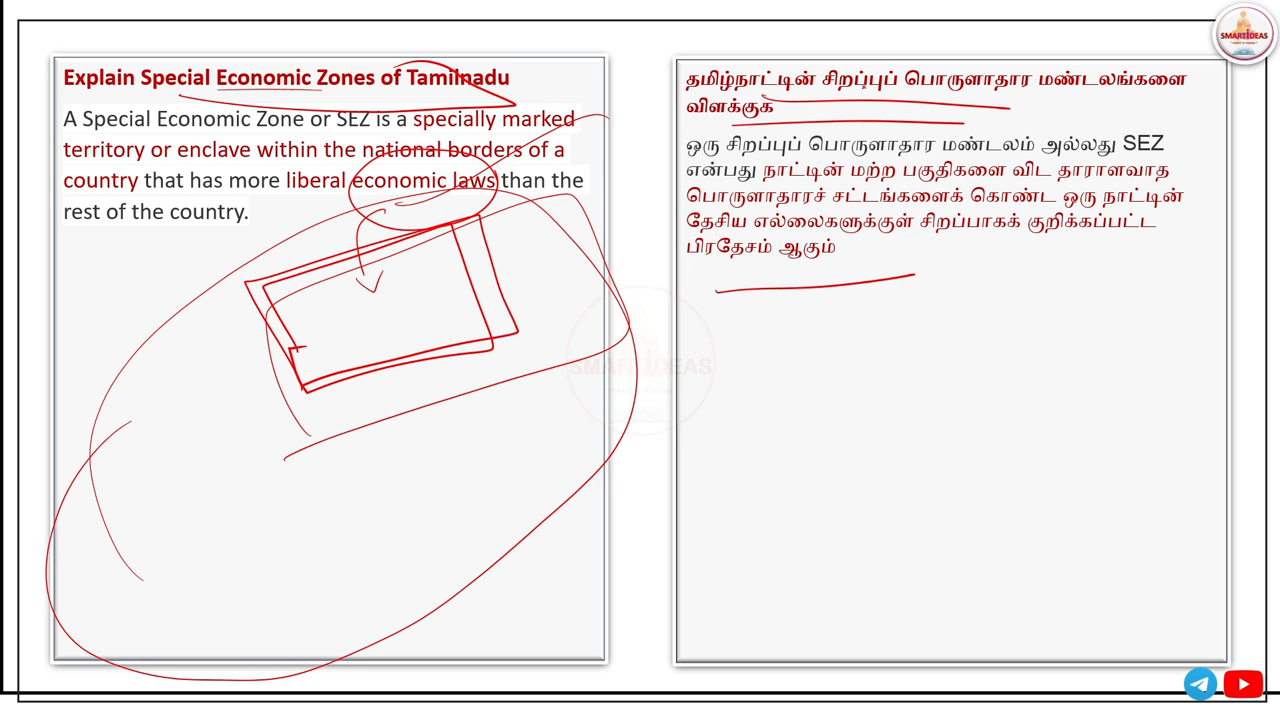 SMARTIDEAS
Explain Special Economic Zones of Tamilnadu
A Special Economic Zone or SEZ is a specially marked
territory or enclave within the national borders of a
country that has more liberal economic laws than the
rest of the country.
தமிழ்நாட்டின் சிறப்புப் பொருளாதார மண்டலங்களை
விளக்குக
ஒரு சிறப்புப் பொருளாதார மண்டலம் அல்லது SEZ
என்பது நாட்டின் மற்ற பகுதிகளை விட தாராளவாத
பொருளாதாரச் சட்டங்களைக் கொண்ட ஒரு நாட்டின்
தேசிய எல்லைகளுக்குள் சிறப்பாகக் குறிக்கப்பட்ட
பிரதேசம் ஆகும்
SMARTIDEAS